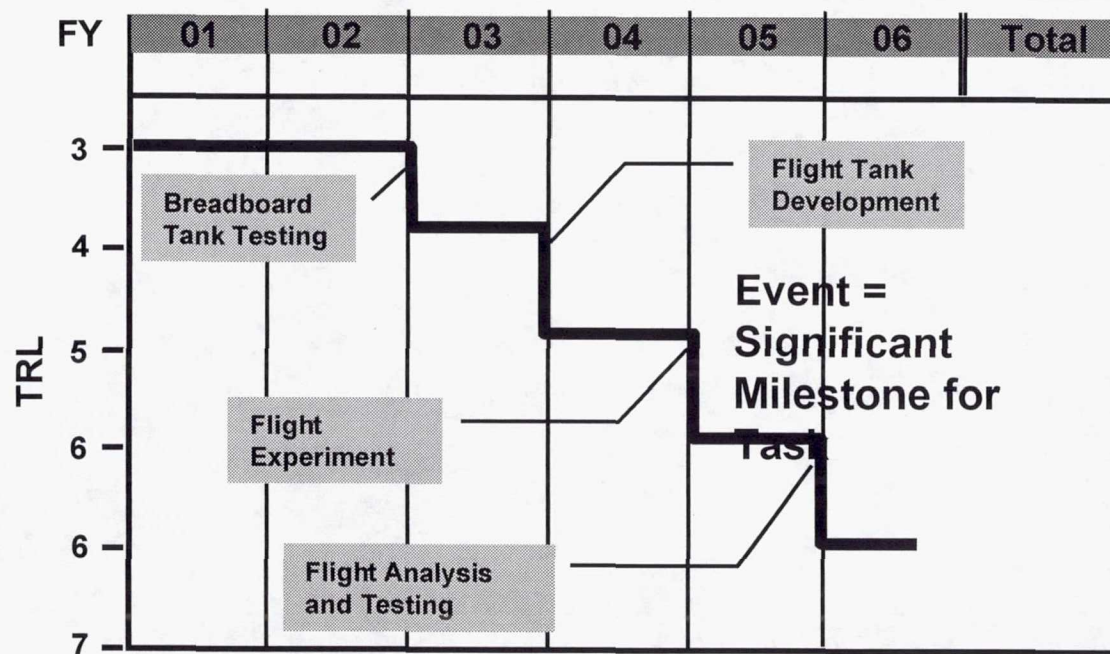 FY 01 02 03 04 05 06 Total
3
Breadboard
Tank Testing
Flight Tank
Development
4
Event =
Significant
Milestone for
Task
TRL
5
Flight
Experiment
6
6
Flight Analysis
and Testing
7